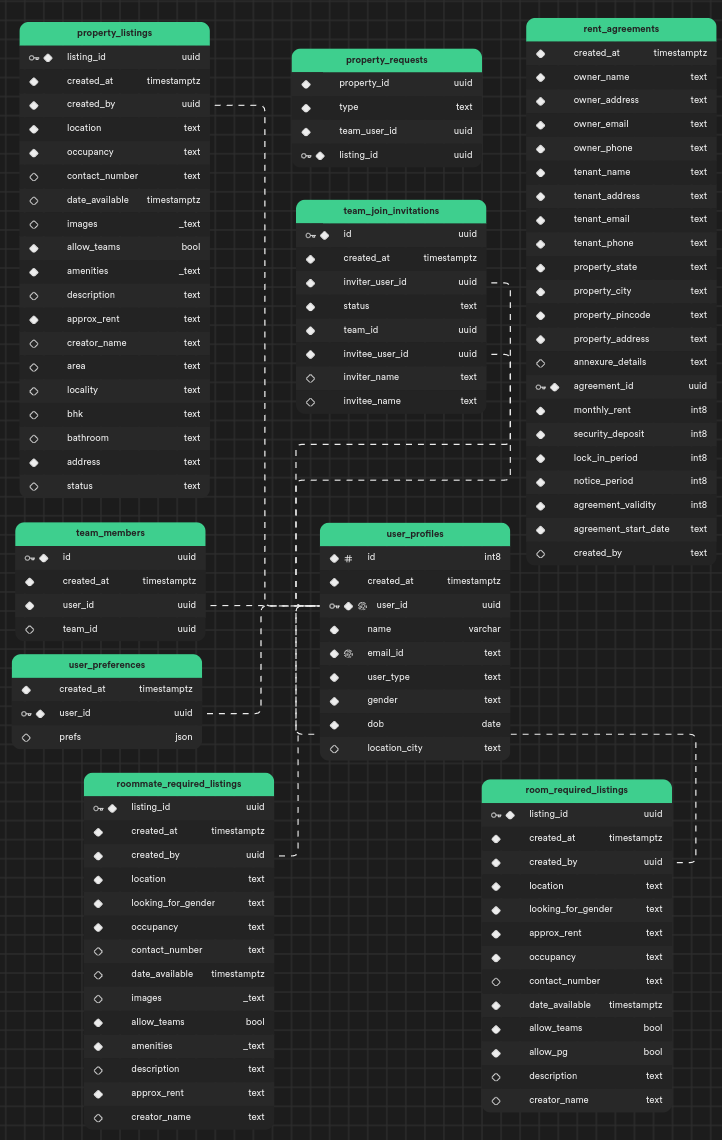 property_listings
listing_id uuid
created_at timestamptz
created_by uuid
location text
occupancy text
contact_number text
date_available timestamptz
images _text
allow_teams bool
amenities _text
description text
approx_rent text
creator_name text
area text
locality text
bhk text
bathroom text
address text
status text
property_requests
property_id uuid
type text
team_user_id uuid
listing_id uuid
rent_agreements
created_at timestamptz
owner_name text
owner_address text
owner_email text
owner_phone text
tenant_name text
tenant_address text
tenant_email text
tenant_phone text
property_state text
property_city text
property_pincode text
property_address text
annexure_details text
agreement_id uuid
monthly_rent int8
security_deposit int8
lock_in_period int8
notice_period int8
agreement_validity int8
agreement_start_date text
created_by text
team_join_invitations
id uuid
created_at timestamptz
inviter_user_id uuid
status text
team_id uuid
invitee_user_id uuid
inviter_name text
invitee_name text
team_members
id uuid
created_at timestamptz
user_id uuid
team_id uuid
user_profiles
# id int8
created_at timestamptz
user_id uuid
name varchar
email_id text
user_type text
gender text
dob date
location_city text
user_preferences
created_at timestamptz
user_id uuid
prefs json
roommate_required_listings
listing_id uuid
created_at timestamptz
created_by uuid
location text
looking_for_gender text
occupancy text
contact_number text
date_available timestamptz
images _text
allow_teams bool
amenities _text
description text
approx_rent text
creator_name text
room_required_listings
listing_id uuid
created_at timestamptz
created_by uuid
location text
looking_for_gender text
approx_rent text
occupancy text
contact_number text
date_available timestamptz
allow_teams bool
allow_pg bool
description text
creator_name text